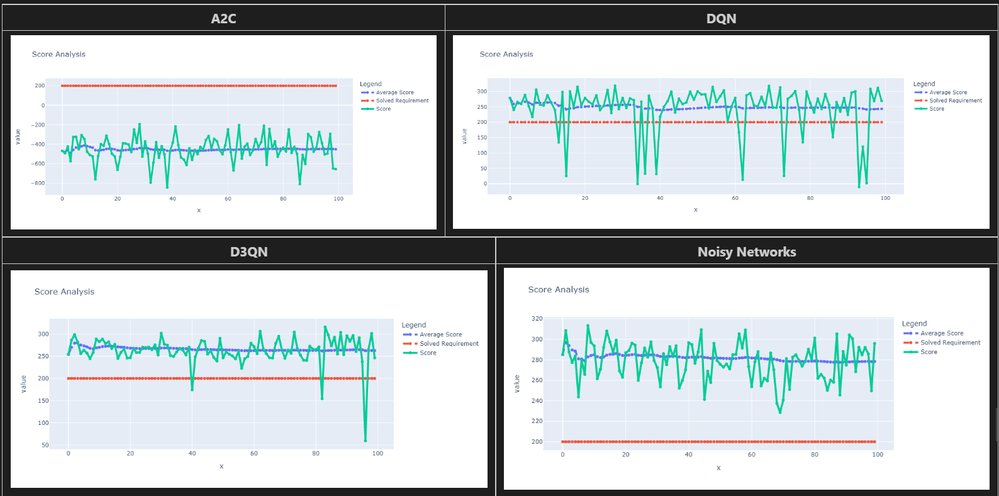 A2C
Score Analysis
200
0
−200
−400
−600
−800
value
0
20
40
60
80
100
x
Legend
Average Score
Solved Requirement
Score
DQN
Score Analysis
300
250
200
150
100
50
0
value
0
20
40
60
80
100
x
Legend
Average Score
Solved Requirement
Score
D3QN
Score Analysis
300
250
200
150
100
50
value
0
20
40
60
80
100
x
Legend
Average Score
Solved Requirement
Score
Noisy Networks
Score Analysis
320
300
280
260
240
220
200
value
0
20
40
60
80
100
x
Legend
Average Score
Solved Requirement
Score